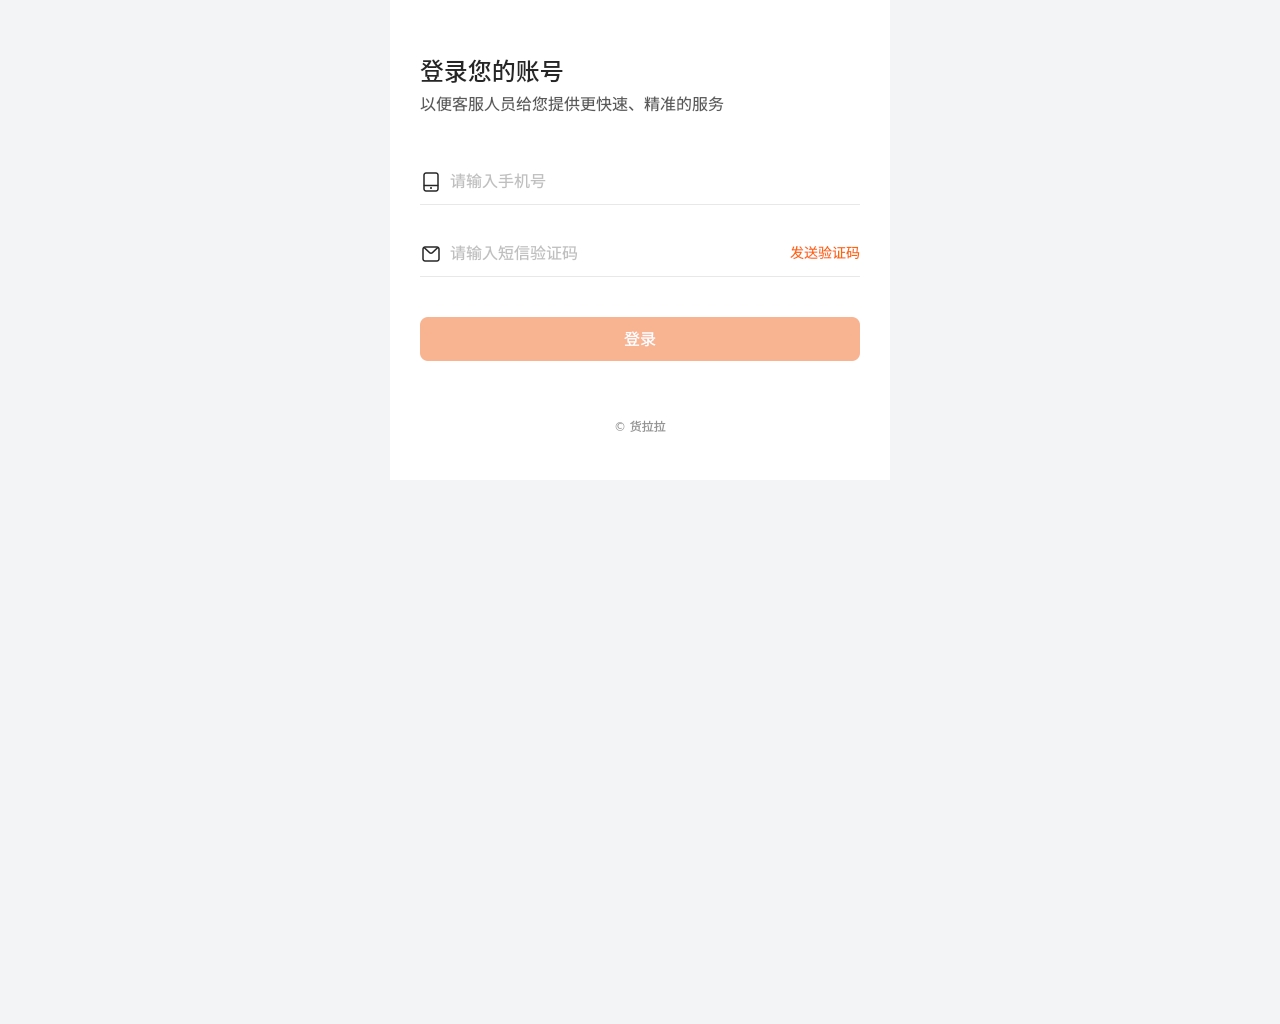 登录您的账号
以便客服人员给您提供更快速、精准的服务
请输入手机号
请输入短信验证码
发送验证码
登录
© 货拉拉